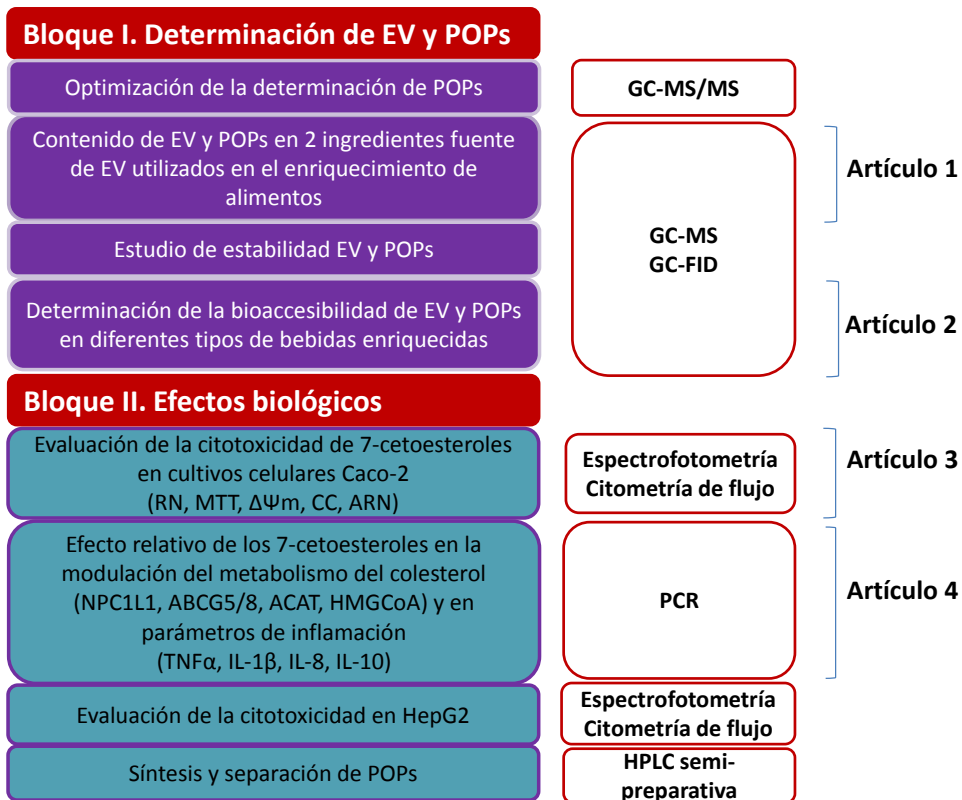 Bloque I. Determinación de EV y POPs
Optimización de la determinación de POPs
GC-MS/MS
Contenido de EV y POPs en 2 ingredientes fuente
de EV utilizados en el enriquecimiento de
alimentos
Artículo 1
Estudio de estabilidad EV y POPs
GC-MS
GC-FID
Determinación de la bioaccesibilidad de EV y POPs
en diferentes tipos de bebidas enriquecidas
Artículo 2
Bloque II. Efectos biológicos
Evaluación de la citotoxicidad de 7-cetoesteroles
en cultivos celulares Caco-2
(RN, MTT, ΔΨm, CC, ARN)
Espectrofotometría
Citometría de flujo
Artículo 3
Efecto relativo de los 7-cetoesteroles en la
modulación del metabolismo del colesterol
(NPC1L1, ABCG5/8, ACAT, HMGCoA) y en
parámetros de inflamación
(TNFα, IL-1β, IL-8, IL-10)
PCR
Artículo 4
Evaluación de la citotoxicidad en HepG2
Espectrofotometría
Citometría de flujo
Síntesis y separación de POPs
HPLC semi-
preparativa